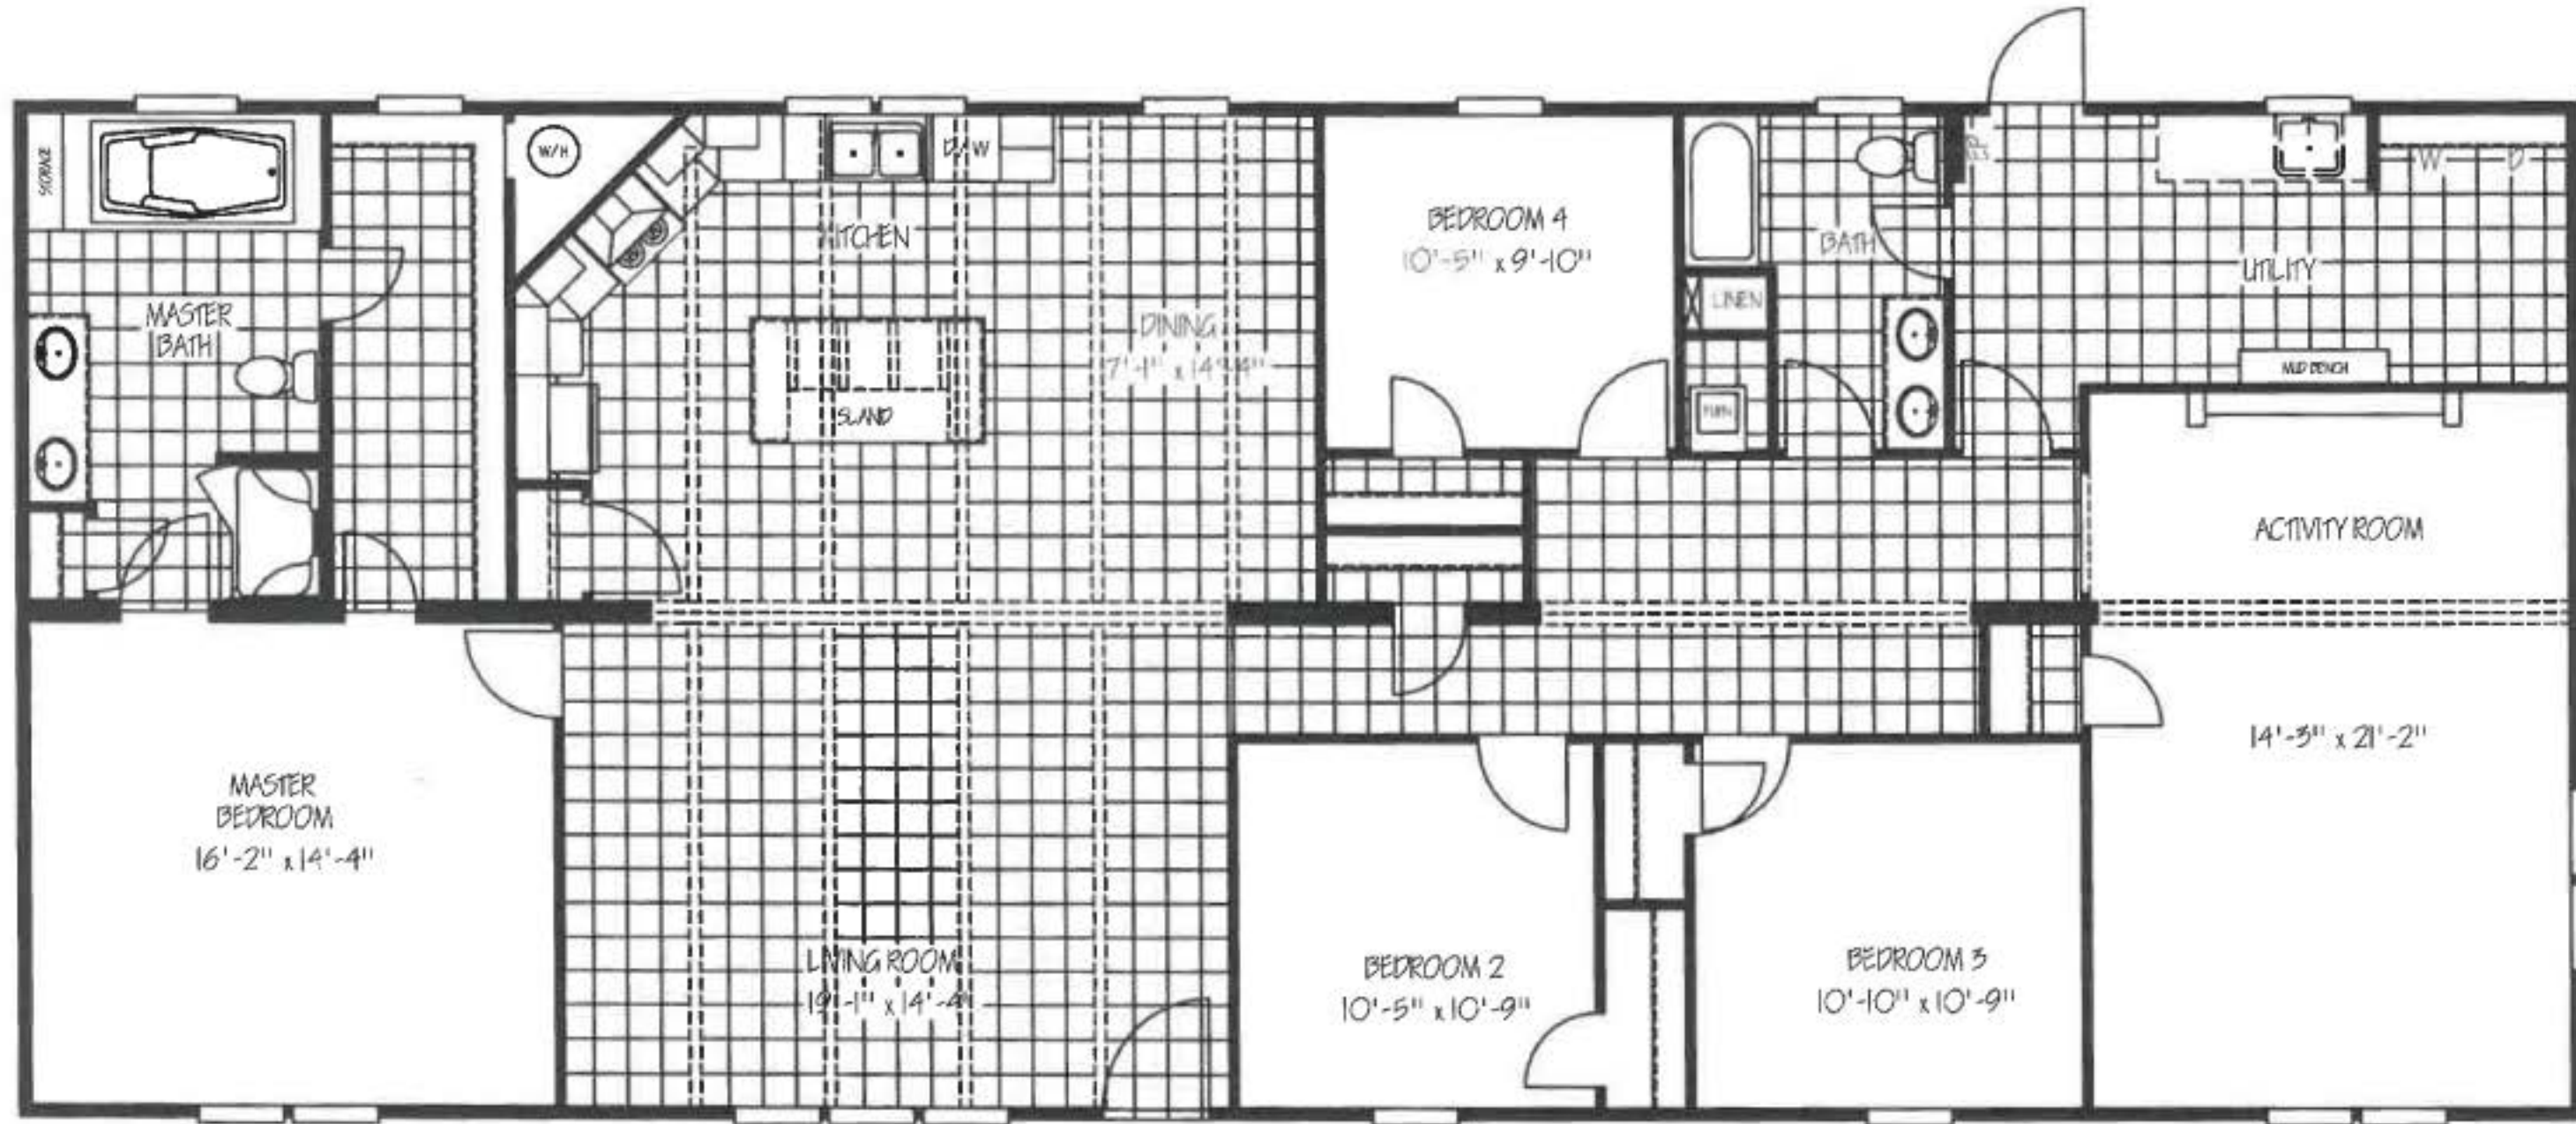 STORAGE
MASTER
BATH
W/H
D/W
KITCHEN
ISLAND
DINING
7'-1" x 14'-4"
BEDROOM 4
10'-5" x 9'-10"
LINEN
FURN
BATH
EP
W
D
UTILITY
MUD BENCH
ACTIVITY ROOM
14'-3" x 21'-2"
MASTER
BEDROOM
16'-2" x 14'-4"
LIVING ROOM
19'-1" x 14'-4"
BEDROOM 2
10'-5" x 10'-9"
BEDROOM 3
10'-10" x 10'-9"